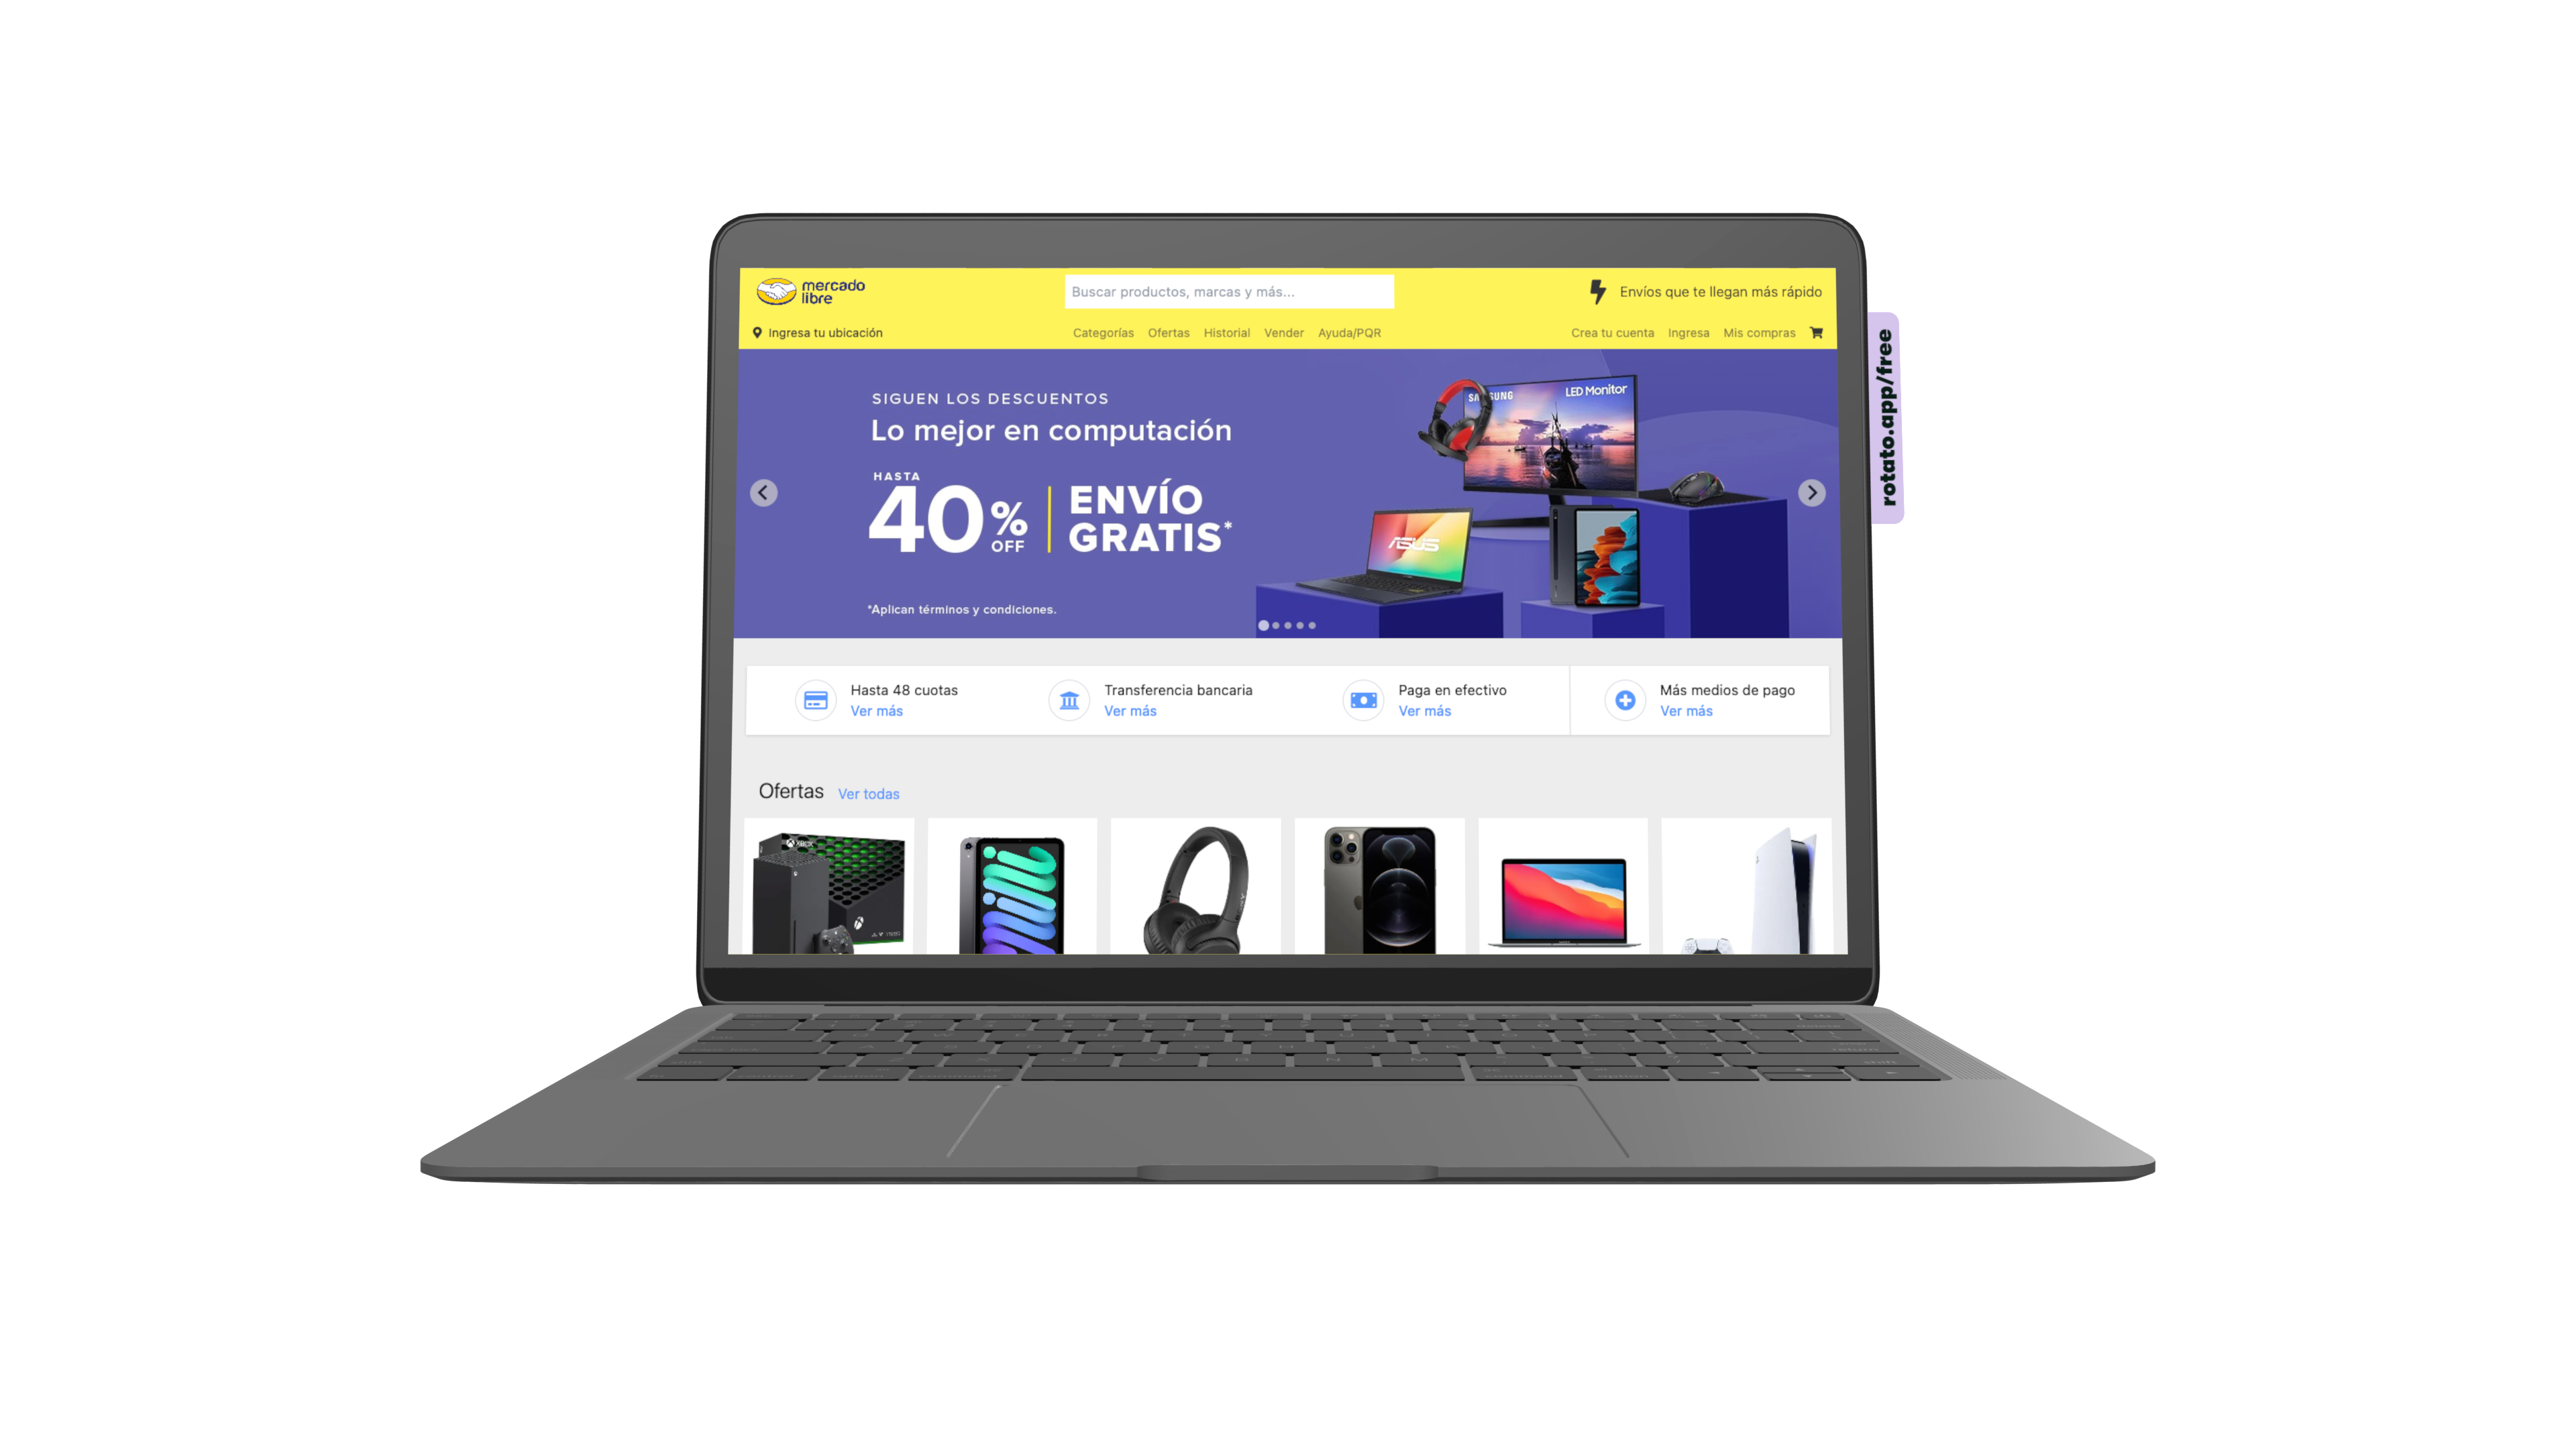 mercado
libre
Buscar productos, marcas y más...
Envíos que te llegan más rápido
Ingresa tu ubicación
Categorías Ofertas Historial Vender Ayuda/PQR
Crea tu cuenta Ingresa Mis compras
SIGUEN LOS DESCUENTOS
Lo mejor en computación
HASTA
40% OFF
ENVÍO
GRATIS*
*Aplican términos y condiciones.
LED Monitor
ASUS
Hasta 48 cuotas
Ver más
Transferencia bancaria
Ver más
Paga en efectivo
Ver más
Más medios de pago
Ver más
Ofertas Ver todas
XBOX
rotato.app/free